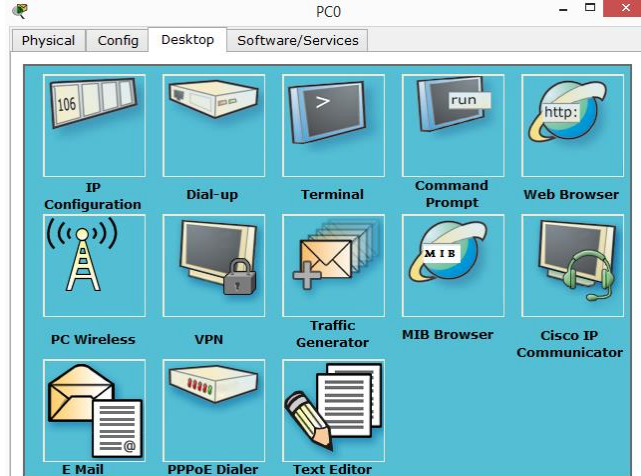 PC0
Physical Config Desktop Software/Services
106
>
run
http:
IP
Configuration
Dial-up
Terminal
Command
Prompt
Web Browser
MIB
PC Wireless
VPN
Traffic
Generator
MIB Browser
Cisco IP
Communicator
@
E Mail
PPPoE Dialer
Text Editor